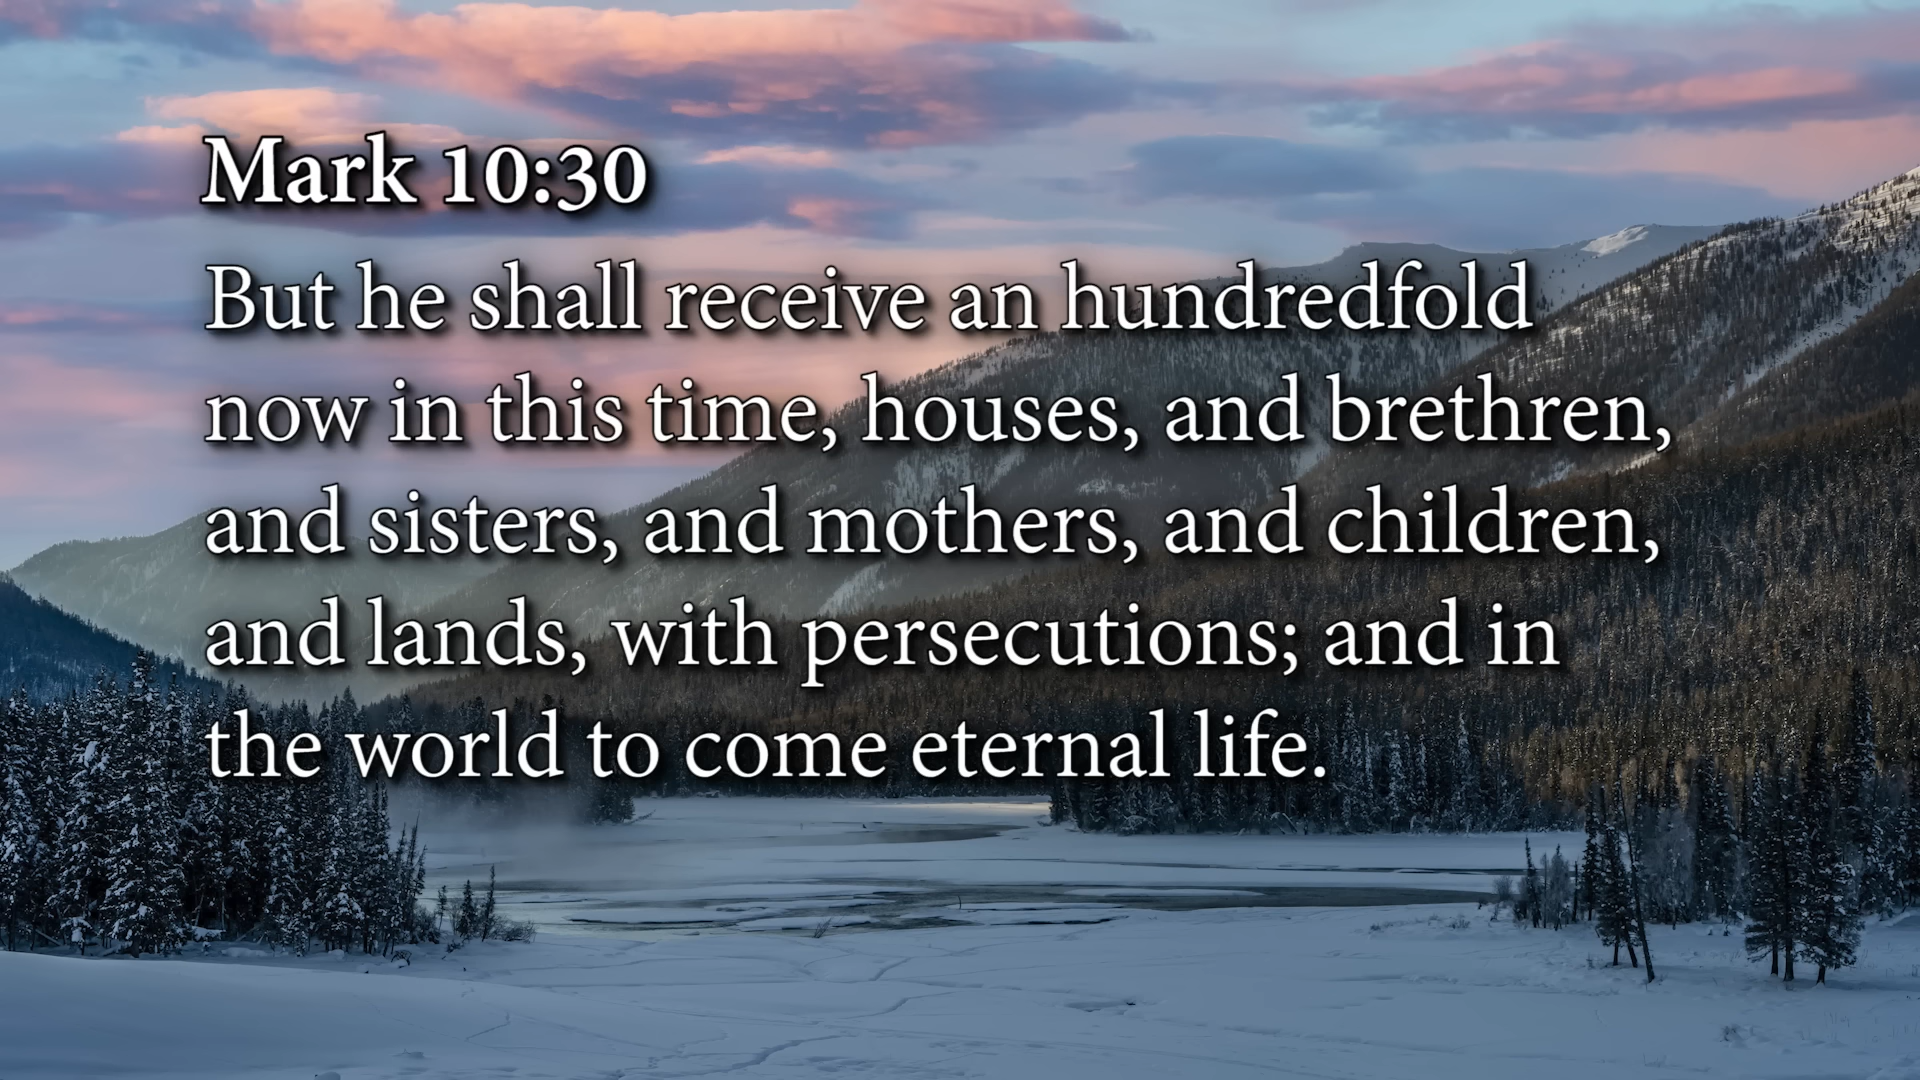 Mark 10:30
But he shall receive an hundredfold
now in this time, houses, and brethren,
and sisters, and mothers, and children,
and lands, with persecutions; and in
the world to come eternal life.